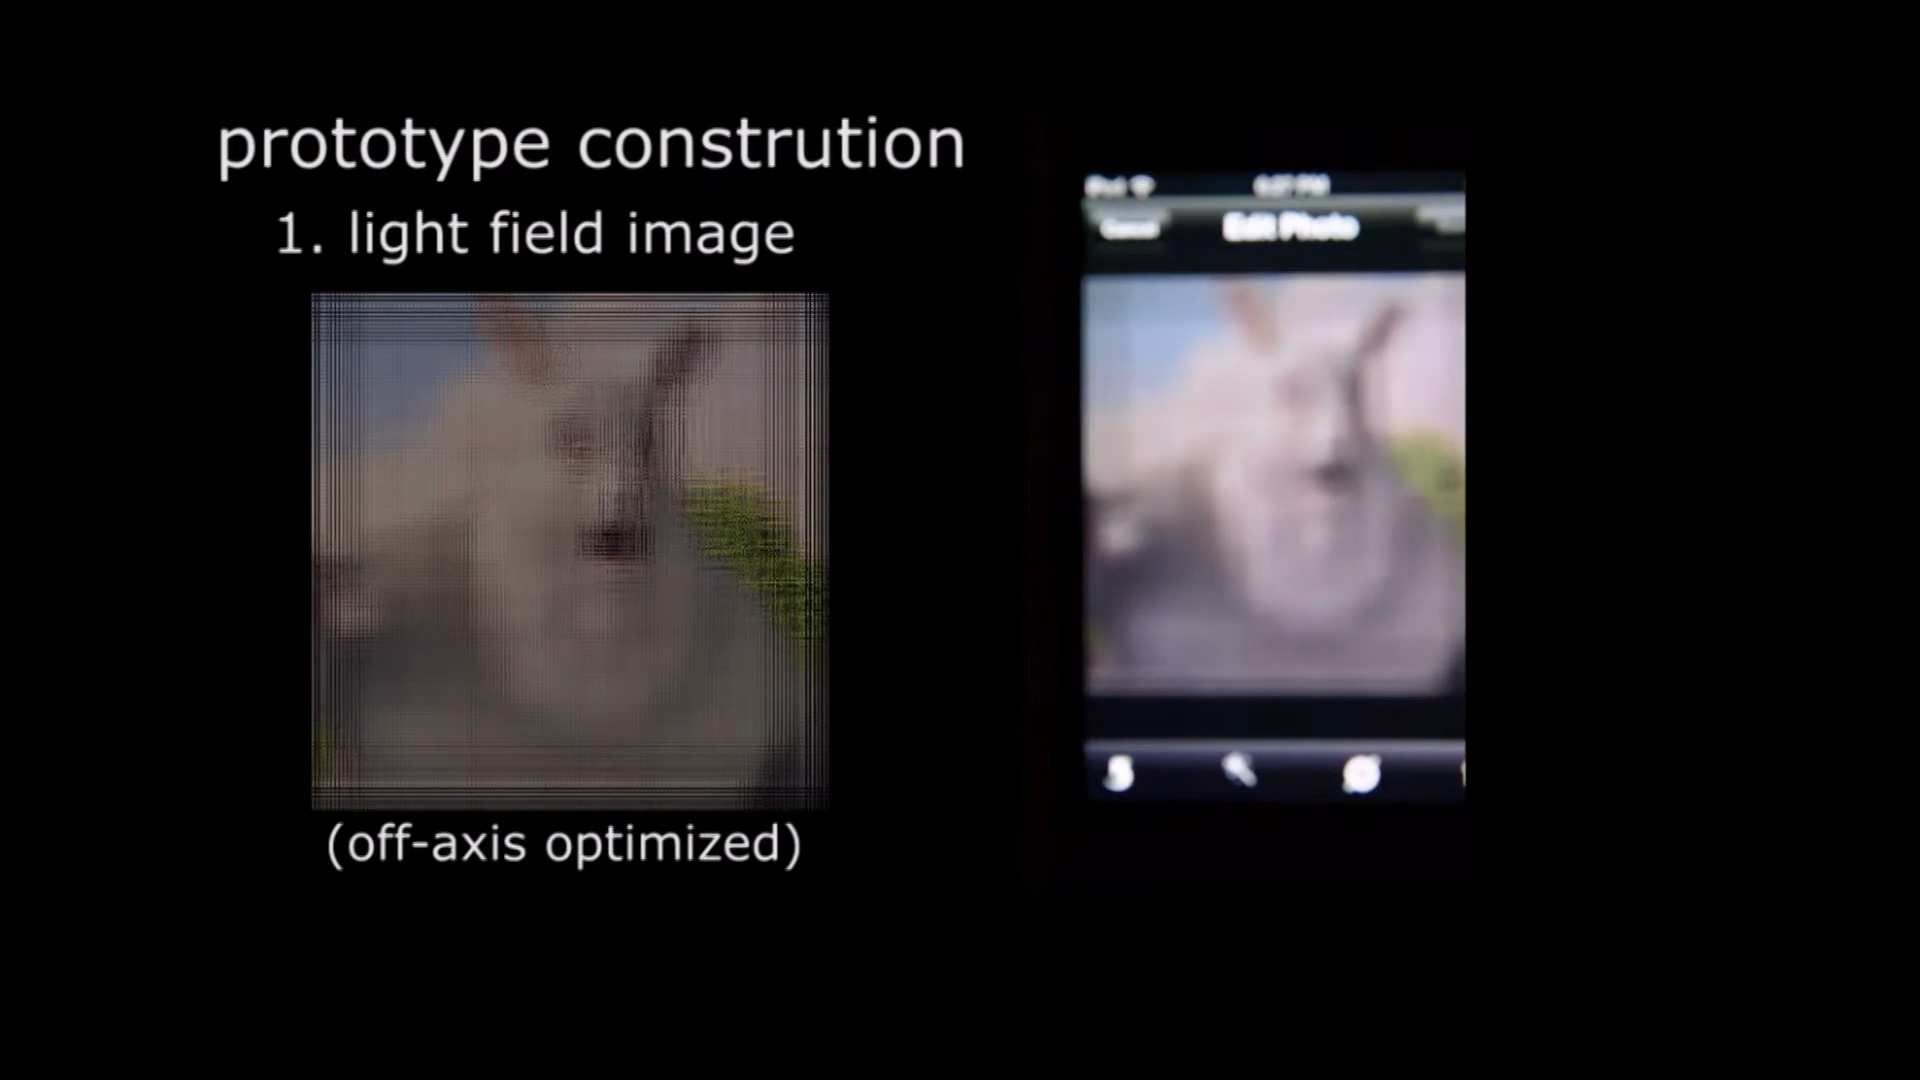 prototype constrution
1. light field image
(off-axis optimized)
Edit Photo